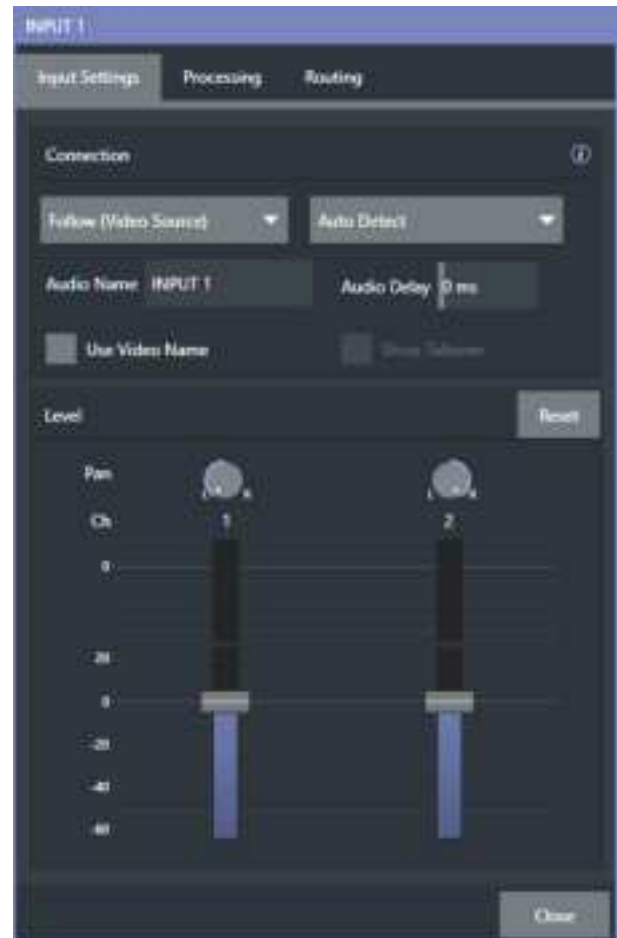 INPUT 1
Input Settings Processing Routing
Connection
Follow (Video Source) Auto Detect
Audio Name INPUT 1 Audio Delay 0 ms
Use Video Name
Level Reset
Pan
L R L R
Ch 1 2
0
20
0
-20
-40
-60
Close